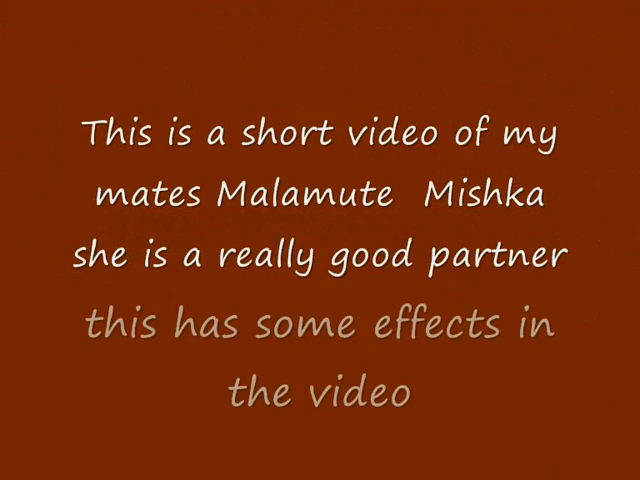 This is a short video of my
mates Malamute Mishka
she is a really good partner
this has some effects in
the video